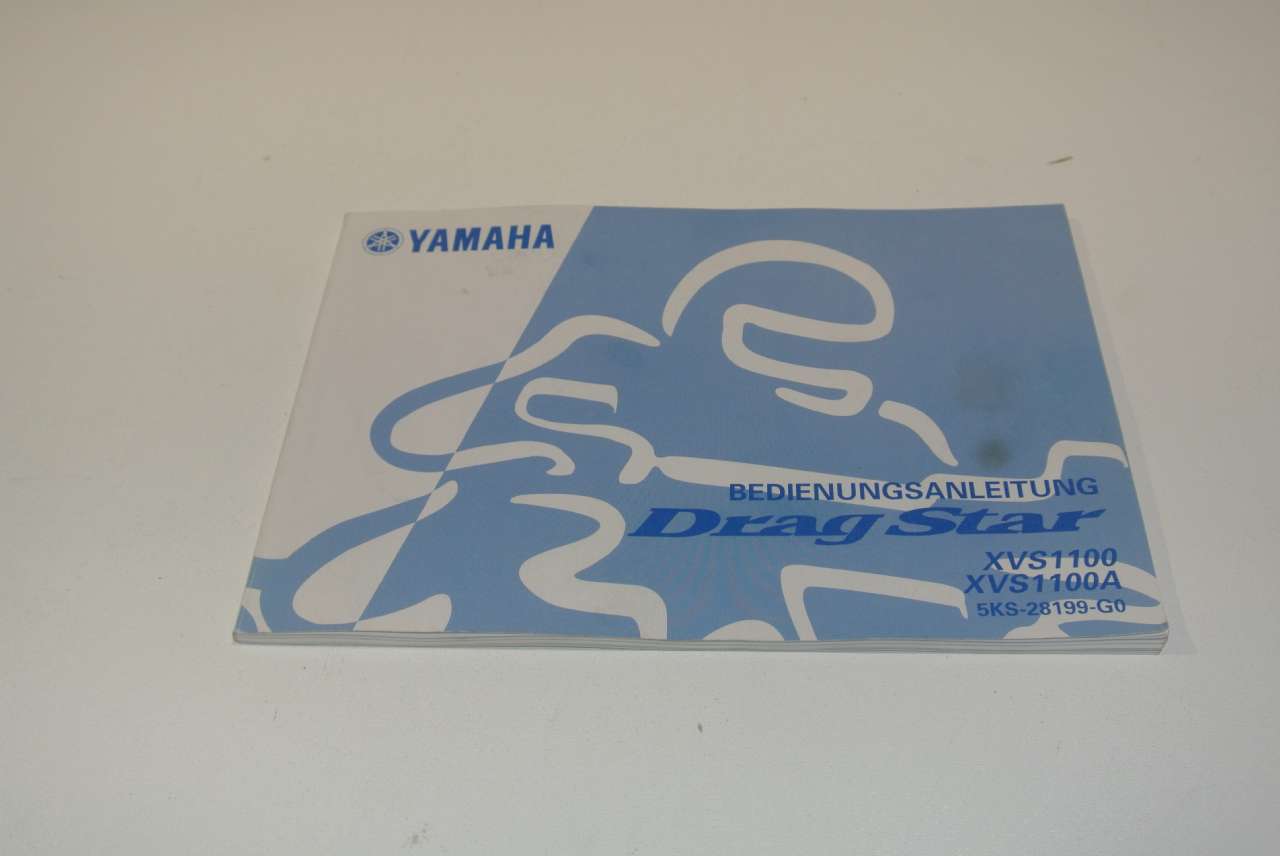 YAMAHA
BEDIENUNGSANLEITUNG
Drag Star
XVS1100
XVS1100A
5KS-28199-G0